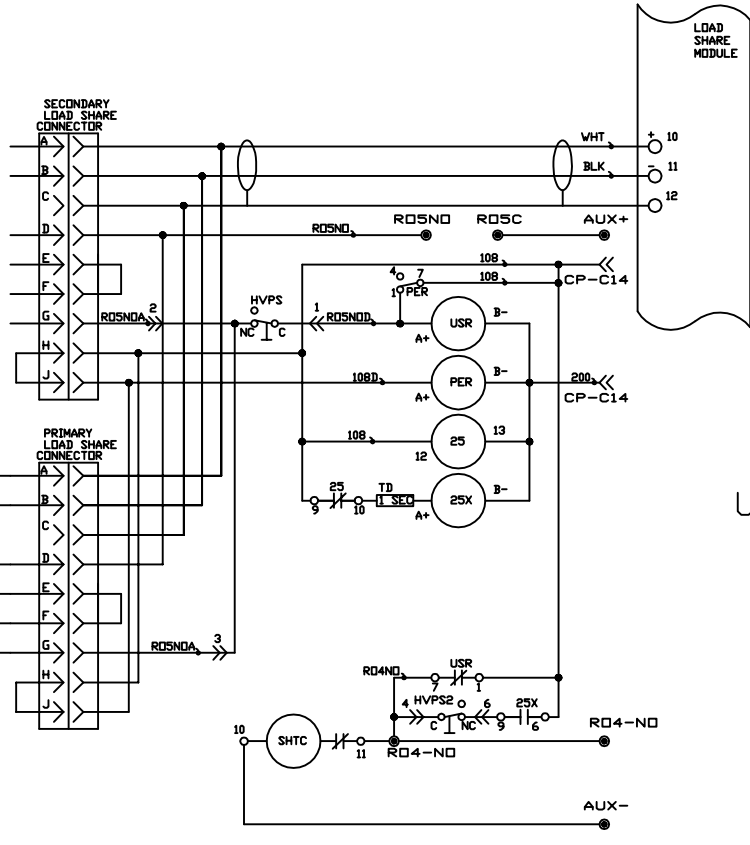 LOAD
SHARE
MODULE
SECONDARY
LOAD SHARE
CONNECTOR
A
B
C
D
E
F
G
H
J
WHT
+
10
BLK
-
11
12
RO5NO
RO5NO
RO5C
AUX+
108
108
CP-C14
4
7
1
PER
RO5NOA
2
HVPS
NC
C
1
RO5NOD
USR
A+
B-
108D
PER
A+
B-
200
CP-C14
108
25
12
13
25
9
10
TD
1 SEC
25X
A+
B-
PRIMARY
LOAD SHARE
CONNECTOR
A
B
C
D
E
F
G
H
J
RO5NOA
3
RO4NO
USR
7
1
4
HVPS2
C
NC
6
9
25X
6
10
SHTC
11
RO4-NO
RO4-NO
AUX-